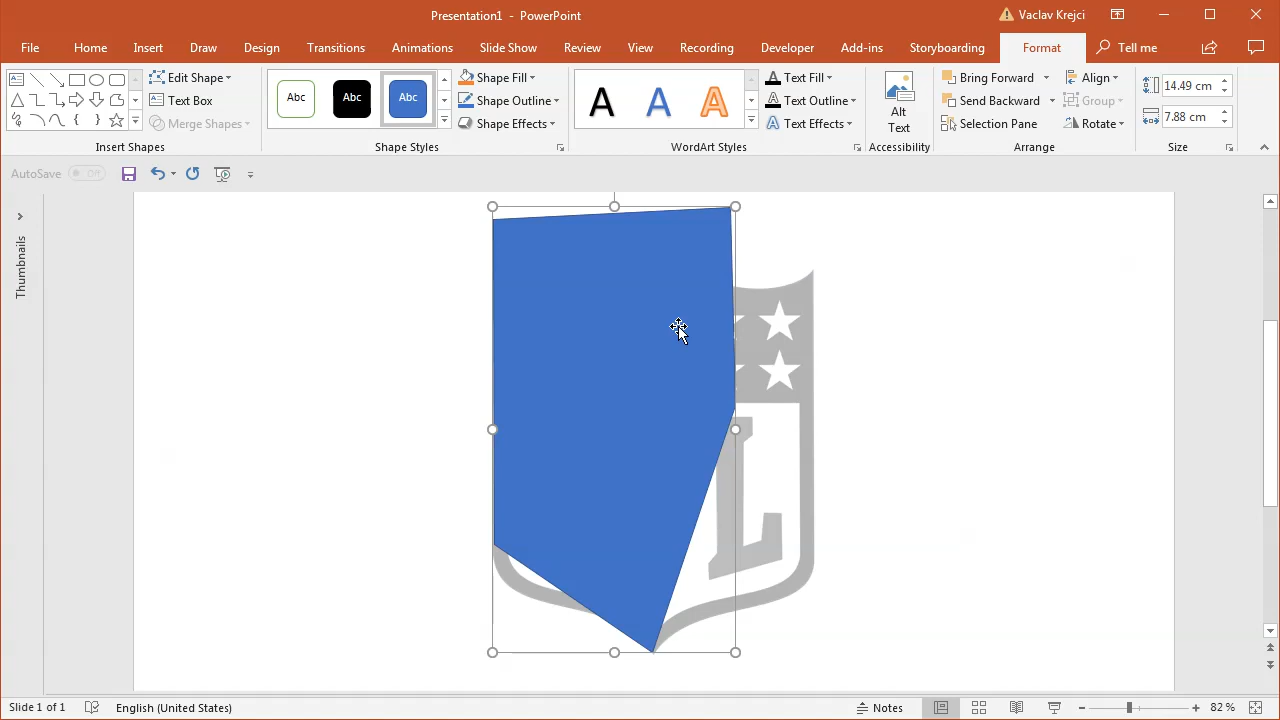 Presentation1 - PowerPoint
Vaclav Krejci
File Home Insert Draw Design Transitions Animations Slide Show Review View Recording Developer Add-ins Storyboarding Format Tell me
Edit Shape
Text Box
Merge Shapes
Insert Shapes
Abc Abc Abc
Shape Fill
Shape Outline
Shape Effects
Shape Styles
A A A
Text Fill
Text Outline
Text Effects
WordArt Styles
Alt
Text
Accessibility
Bring Forward
Send Backward
Selection Pane
Align
Group
Rotate
Arrange
14.49 cm
7.88 cm
Size
AutoSave Off
Thumbnails
L
Slide 1 of 1 English (United States) Notes 82 %